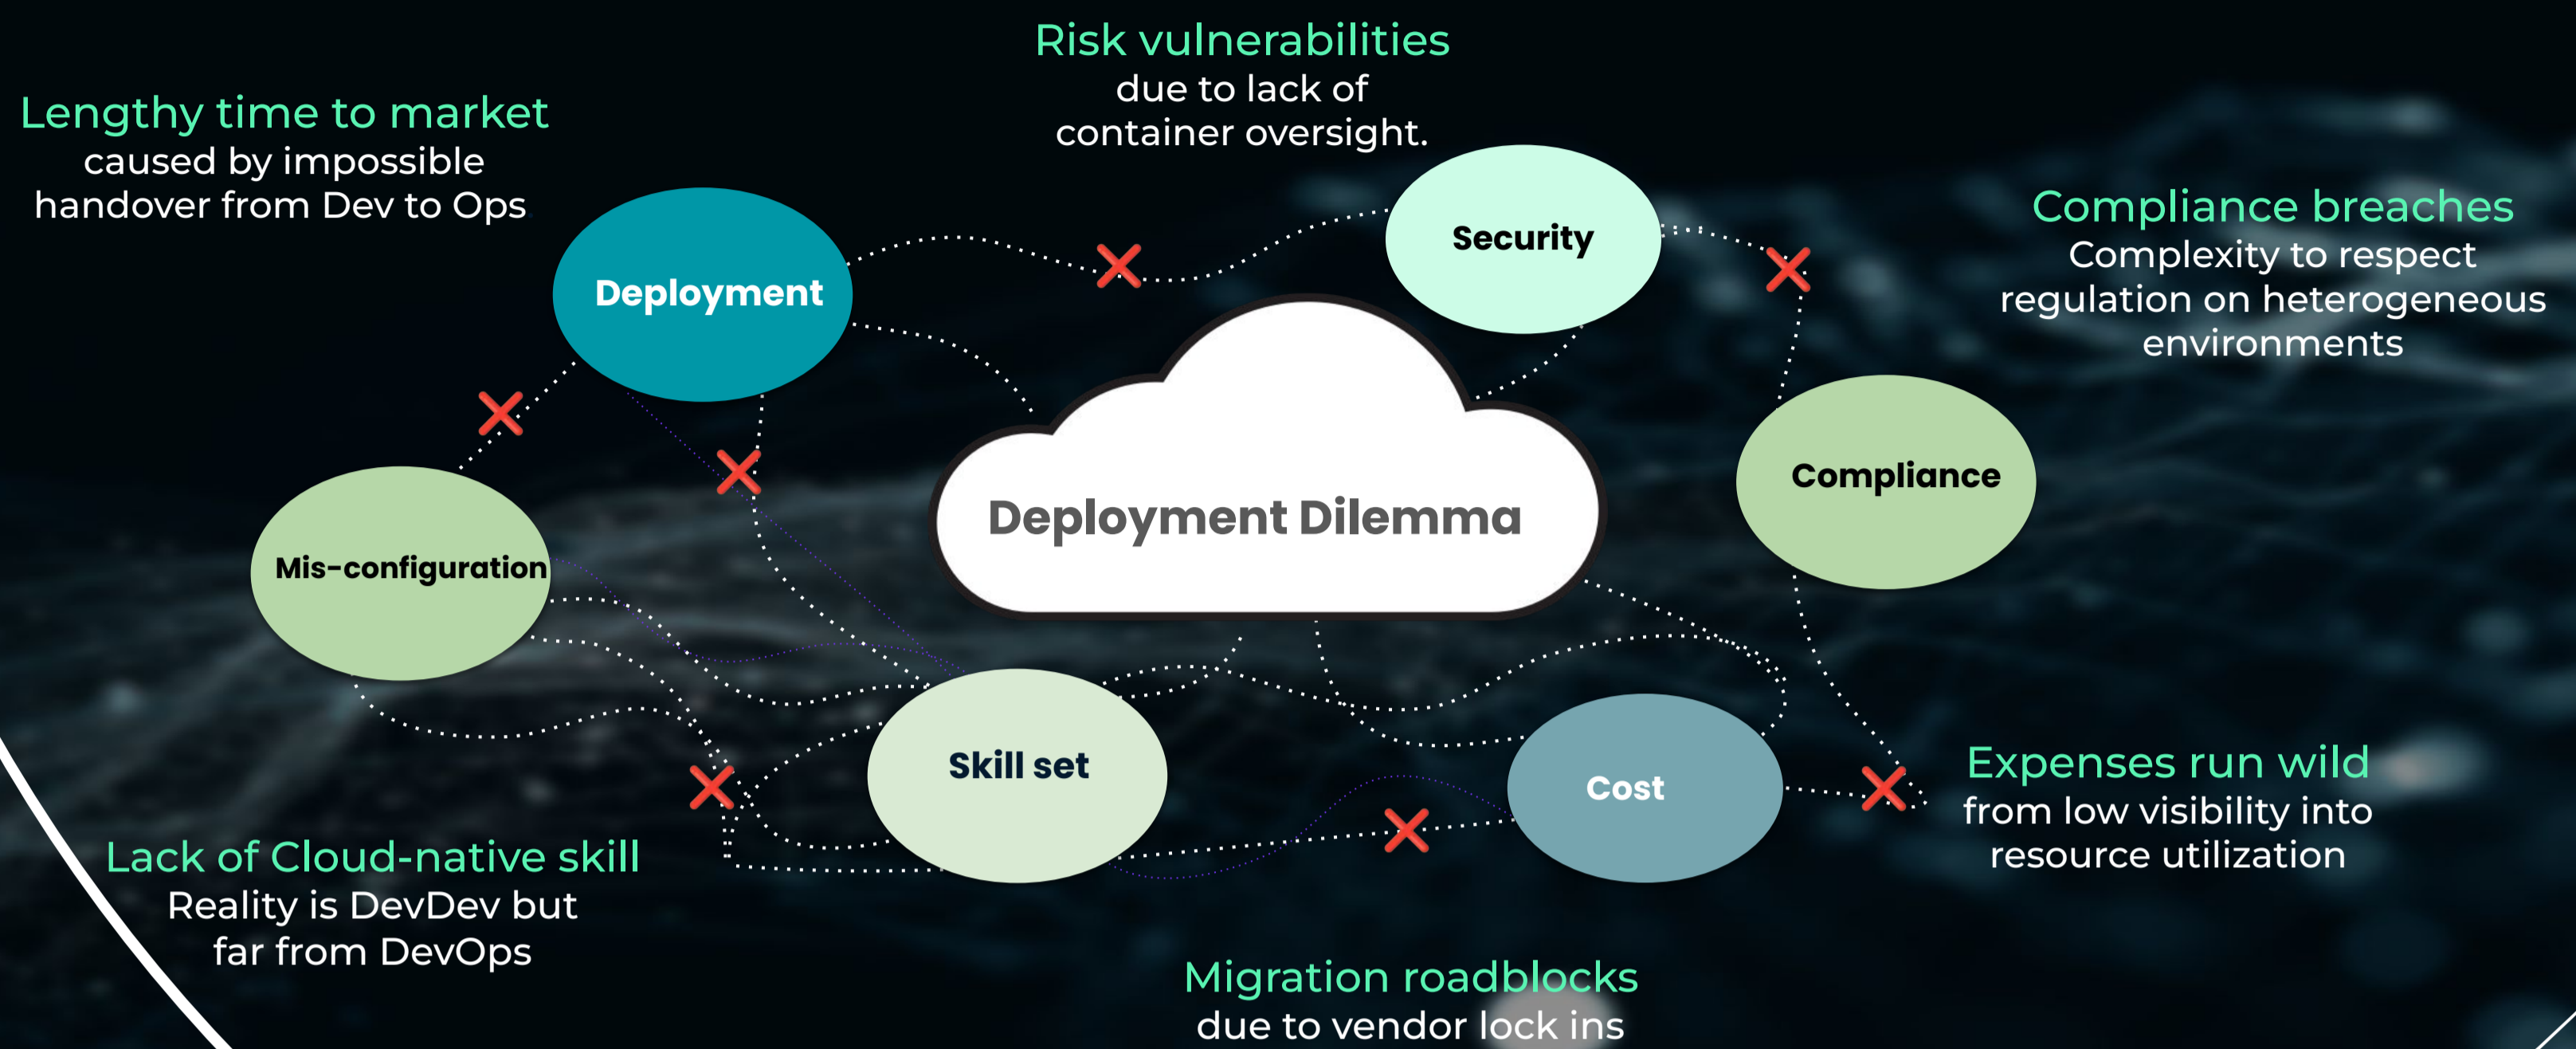 Risk vulnerabilities
due to lack of
container oversight.
Lengthy time to market
caused by impossible
handover from Dev to Ops.
Compliance breaches
Complexity to respect
regulation on heterogeneous
environments
Security
Deployment
Compliance
Deployment Dilemma
Mis-configuration
Skill set
Cost
Expenses run wild
from low visibility into
resource utilization
Lack of Cloud-native skill
Reality is DevDev but
far from DevOps
Migration roadblocks
due to vendor lock ins